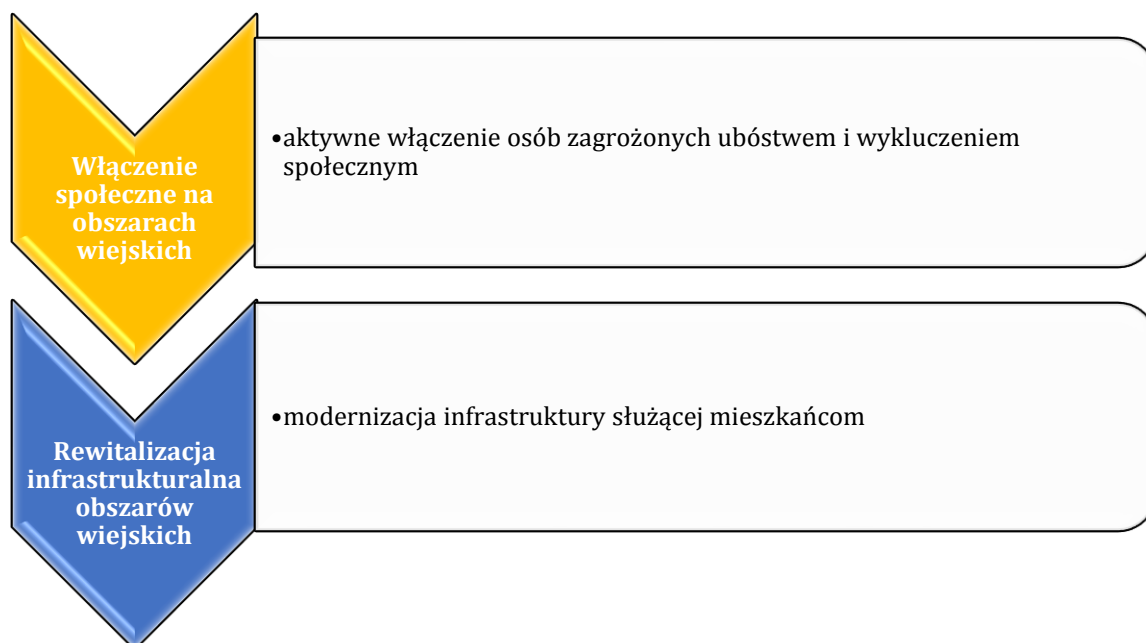 Włączenie
społeczne na
obszarach
wiejskich
•aktywne włączenie osób zagrożonych ubóstwem i wykluczeniem
społecznym
Rewitalizacja
infrastrukturalna
obszarów
wiejskich
•modernizacja infrastruktury służącej mieszkańcom